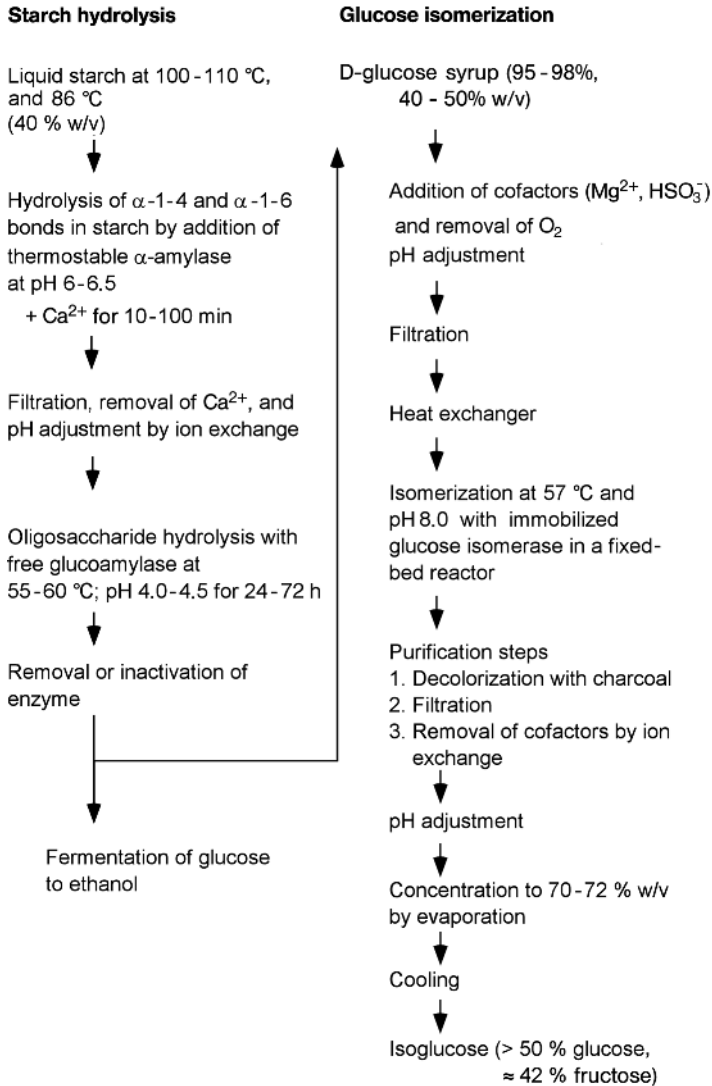 Starch hydrolysis
Liquid starch at 100-110 °C,
and 86 °C
(40 % w/v)
Hydrolysis of α-1-4 and α-1-6
bonds in starch by addition of
thermostable α-amylase
at pH 6-6.5
+ Ca²⁺ for 10-100 min
Filtration, removal of Ca²⁺, and
pH adjustment by ion exchange
Oligosaccharide hydrolysis with
free glucoamylase at
55-60 °C; pH 4.0-4.5 for 24-72 h
Removal or inactivation of
enzyme
Fermentation of glucose
to ethanol
Glucose isomerization
D-glucose syrup (95-98%,
40 - 50% w/v)
Addition of cofactors (Mg²⁺, HSO₃⁻)
and removal of O₂
pH adjustment
Filtration
Heat exchanger
Isomerization at 57 °C and
pH 8.0 with immobilized
glucose isomerase in a fixed-
bed reactor
Purification steps
1. Decolorization with charcoal
2. Filtration
3. Removal of cofactors by ion
exchange
pH adjustment
Concentration to 70-72 % w/v
by evaporation
Cooling
Isoglucose (> 50 % glucose,
≈ 42 % fructose)